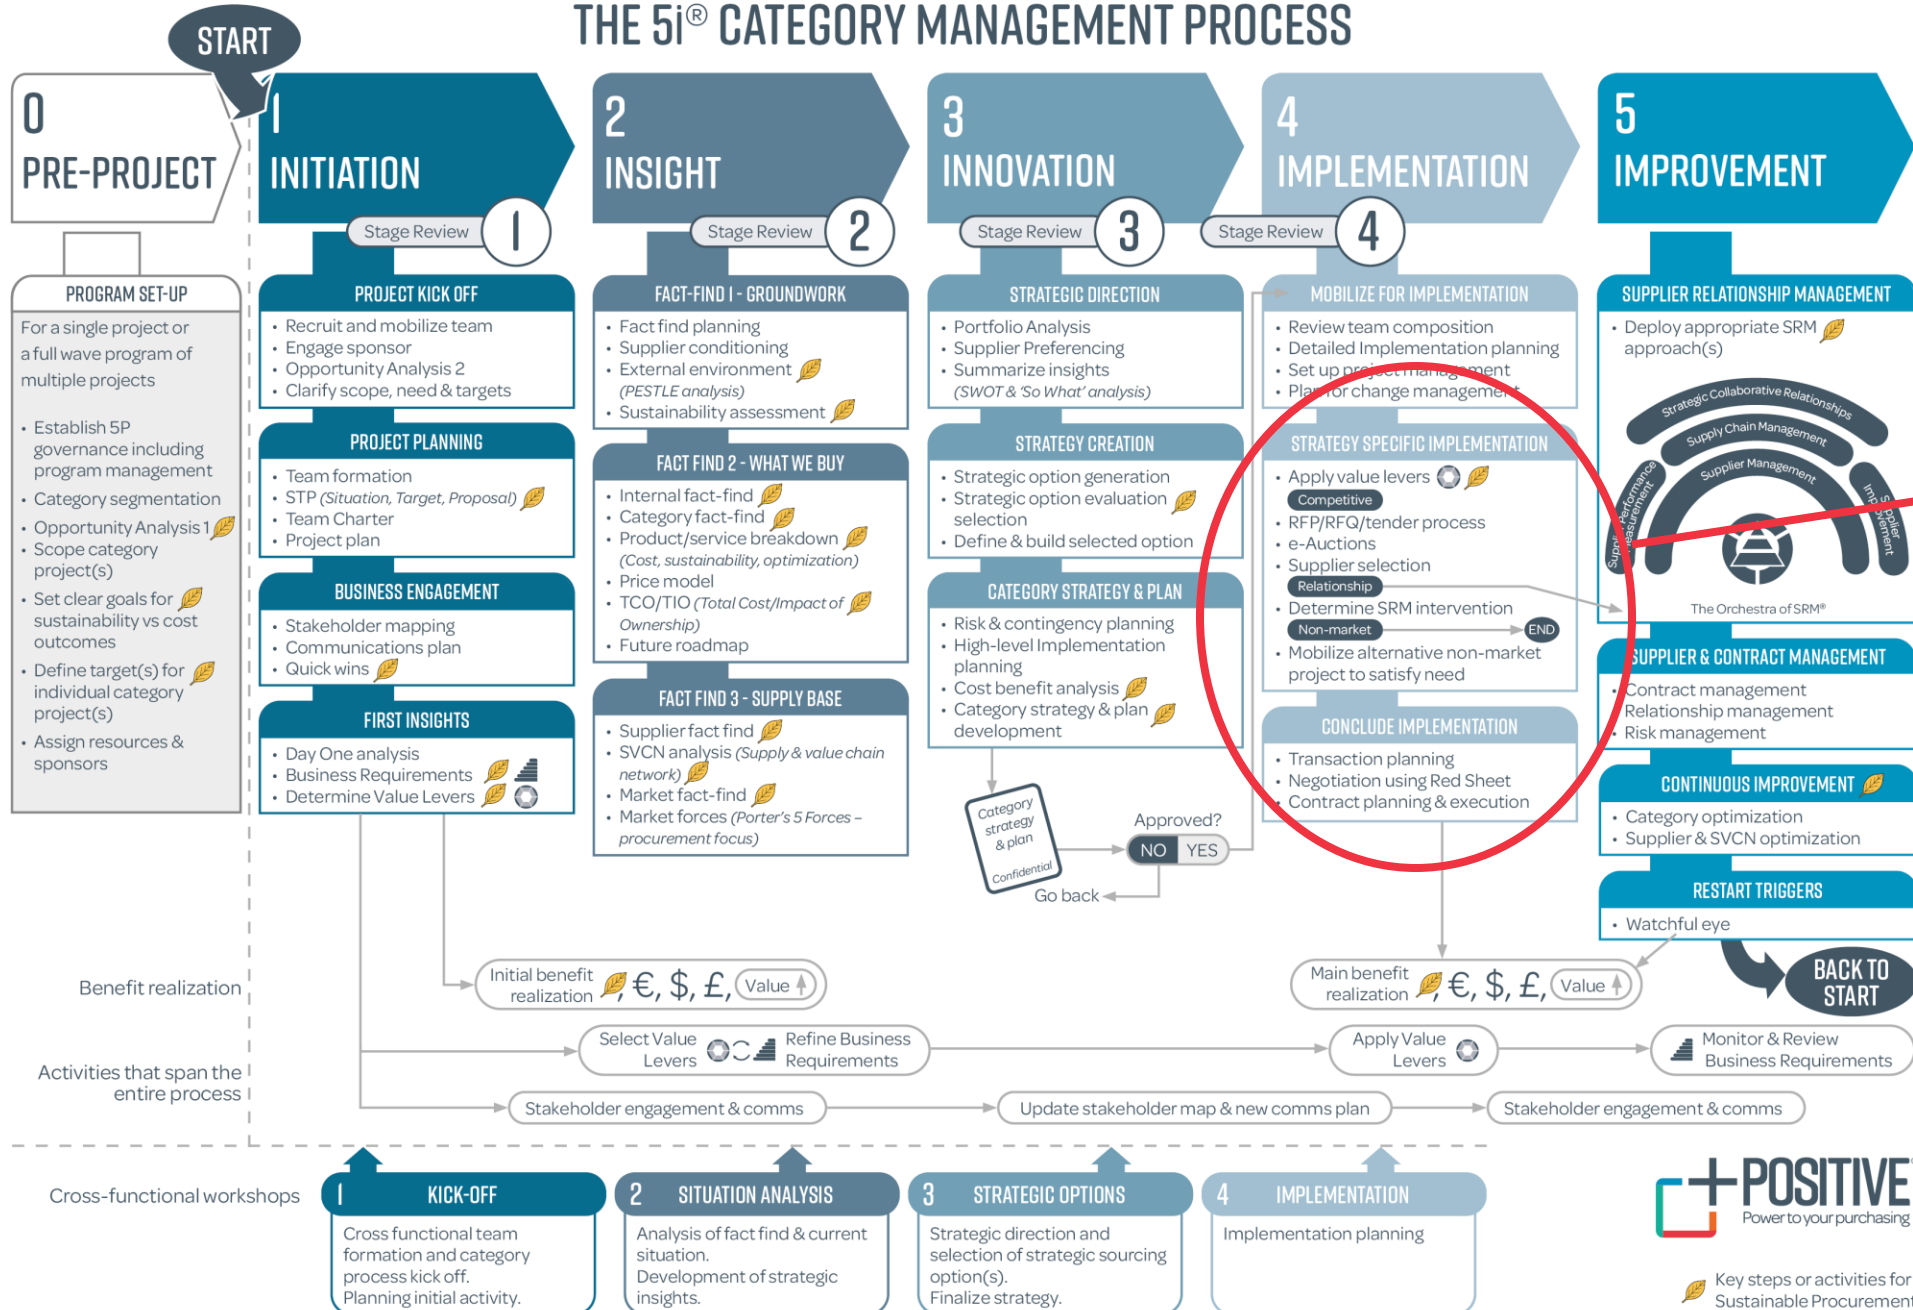 THE 5i® CATEGORY MANAGEMENT PROCESS
START
0
PRE-PROJECT
1
INITIATION
2
INSIGHT
3
INNOVATION
4
IMPLEMENTATION
5
IMPROVEMENT
Stage Review 1
Stage Review 2
Stage Review 3
Stage Review 4
PROGRAM SET-UP
For a single project or
a full wave program of
multiple projects
• Establish 5P
governance including
program management
• Category segmentation
• Opportunity Analysis 1
• Scope category
project(s)
• Set clear goals for
sustainability vs cost
outcomes
• Define target(s) for
individual category
project(s)
• Assign resources &
sponsors
PROJECT KICK OFF
• Recruit and mobilize team
• Engage sponsor
• Opportunity Analysis 2
• Clarify scope, need & targets
PROJECT PLANNING
• Team formation
• STP (Situation, Target, Proposal)
• Team Charter
• Project plan
BUSINESS ENGAGEMENT
• Stakeholder mapping
• Communications plan
• Quick wins
FIRST INSIGHTS
• Day One analysis
• Business Requirements
• Determine Value Levers
FACT-FIND 1 - GROUNDWORK
• Fact find planning
• Supplier conditioning
• External environment
(PESTLE analysis)
• Sustainability assessment
FACT FIND 2 - WHAT WE BUY
• Internal fact-find
• Category fact-find
• Product/service breakdown
(Cost, sustainability, optimization)
• Price model
• TCO/TIO (Total Cost/Impact of
Ownership)
• Future roadmap
FACT FIND 3 - SUPPLY BASE
• Supplier fact find
• SVCN analysis (Supply & value chain
network)
• Market fact-find
• Market forces (Porter's 5 Forces –
procurement focus)
STRATEGIC DIRECTION
• Portfolio Analysis
• Supplier Preferencing
• Summarize insights
(SWOT & 'So What' analysis)
STRATEGY CREATION
• Strategic option generation
• Strategic option evaluation
selection
• Define & build selected option
CATEGORY STRATEGY & PLAN
• Risk & contingency planning
• High-level Implementation
planning
• Cost benefit analysis
• Category strategy & plan
development
Category
strategy
& plan
Confidential
Approved?
NO YES
Go back
MOBILIZE FOR IMPLEMENTATION
• Review team composition
• Detailed Implementation planning
• Set up project management
• Plan for change management
STRATEGY SPECIFIC IMPLEMENTATION
• Apply value levers
Competitive
• RFP/RFQ/tender process
• e-Auctions
• Supplier selection
Relationship
• Determine SRM intervention
Non-market END
• Mobilize alternative non-market
project to satisfy need
CONCLUDE IMPLEMENTATION
• Transaction planning
• Negotiation using Red Sheet
• Contract planning & execution
SUPPLIER RELATIONSHIP MANAGEMENT
• Deploy appropriate SRM
approach(s)
Strategic Collaborative Relationships
Supply Chain Management
Supplier Management
Supplier Performance
Measurement
Supplier
Improvement
The Orchestra of SRM®
SUPPLIER & CONTRACT MANAGEMENT
• Contract management
Relationship management
• Risk management
CONTINUOUS IMPROVEMENT
• Category optimization
• Supplier & SVCN optimization
RESTART TRIGGERS
• Watchful eye
BACK TO
START
Benefit realization
Initial benefit
realization , €, $, £, Value
Main benefit
realization , €, $, £, Value
Activities that span the
entire process
Select Value
Levers
Refine Business
Requirements
Apply Value
Levers
Monitor & Review
Business Requirements
Stakeholder engagement & comms
Update stakeholder map & new comms plan
Stakeholder engagement & comms
Cross-functional workshops
1 KICK-OFF
Cross functional team
formation and category
process kick off.
Planning initial activity.
2 SITUATION ANALYSIS
Analysis of fact find & current
situation.
Development of strategic
insights.
3 STRATEGIC OPTIONS
Strategic direction and
selection of strategic sourcing
option(s).
Finalize strategy.
4 IMPLEMENTATION
Implementation planning
+POSITIVE
Power to your purchasing
Key steps or activities for
Sustainable Procurement